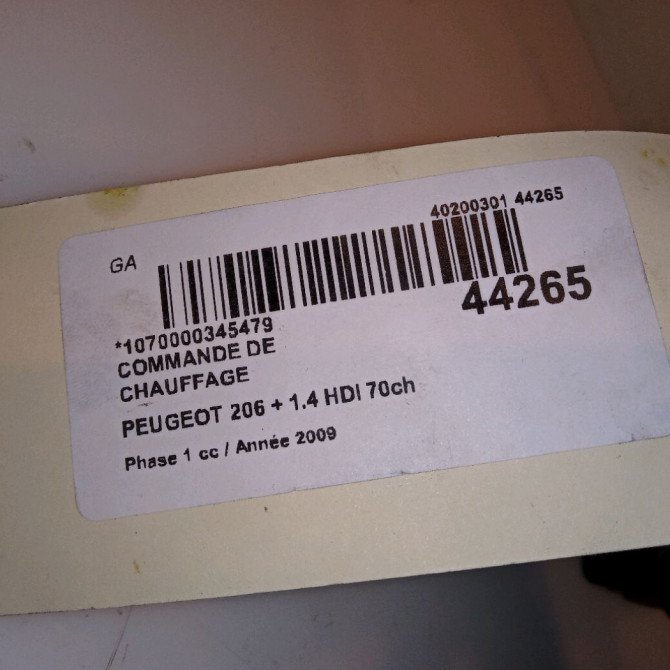 40200301 44265
GA
44265
*1070000345479
COMMANDE DE
CHAUFFAGE
PEUGEOT 206 + 1.4 HDI 70ch
Phase 1 cc / Année 2009